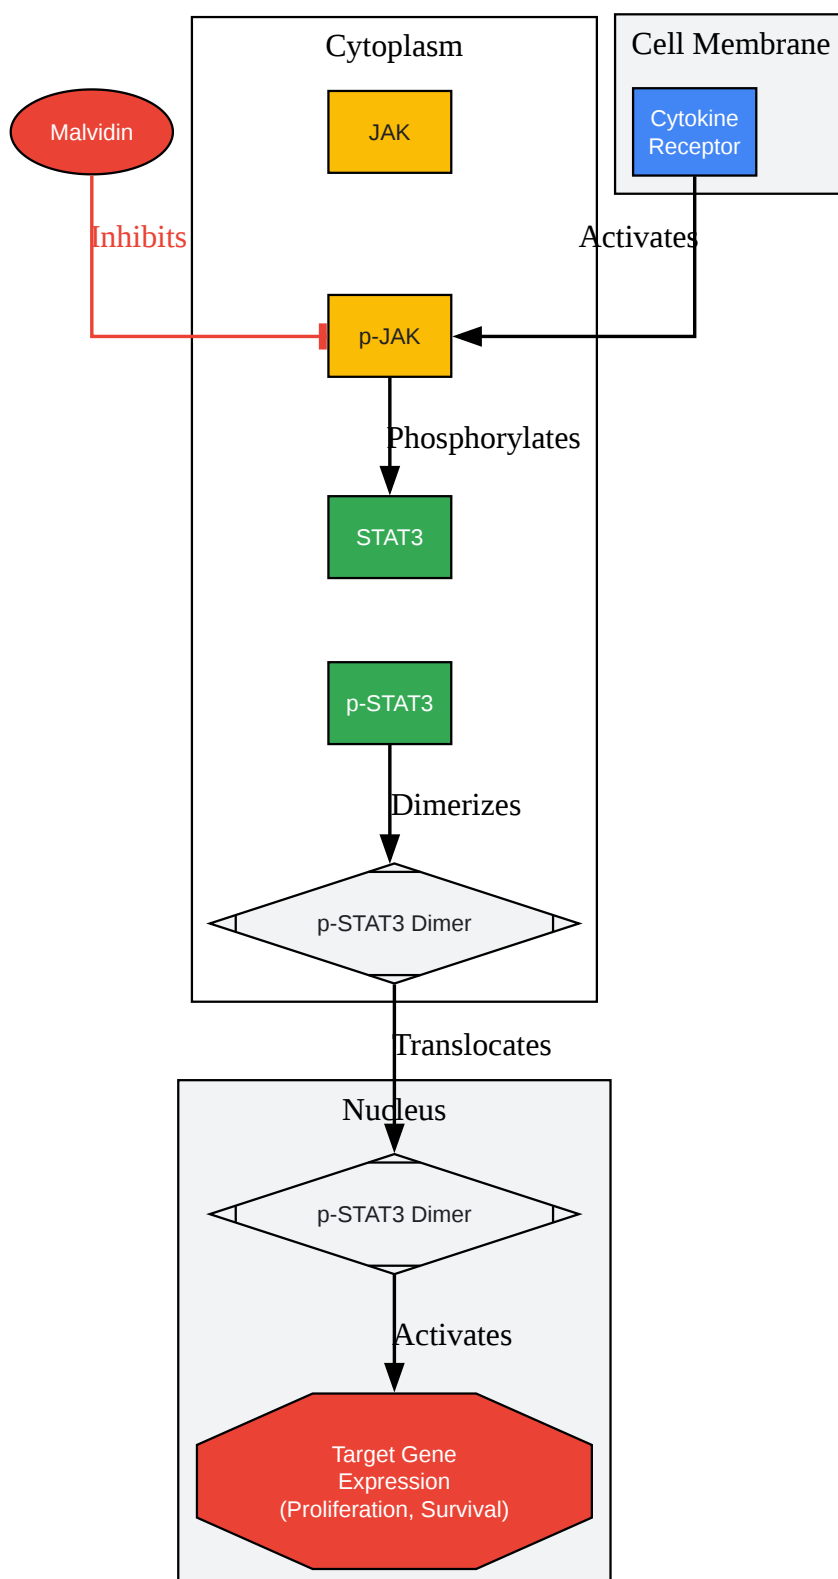 Cytoplasm
Cell Membrane
Malvidin
JAK
Cytokine
Receptor
Inhibits
Activates
p-JAK
Phosphorylates
STAT3
p-STAT3
Dimerizes
p-STAT3 Dimer
Translocates
Nucleus
p-STAT3 Dimer
Activates
Target Gene
Expression
(Proliferation, Survival)